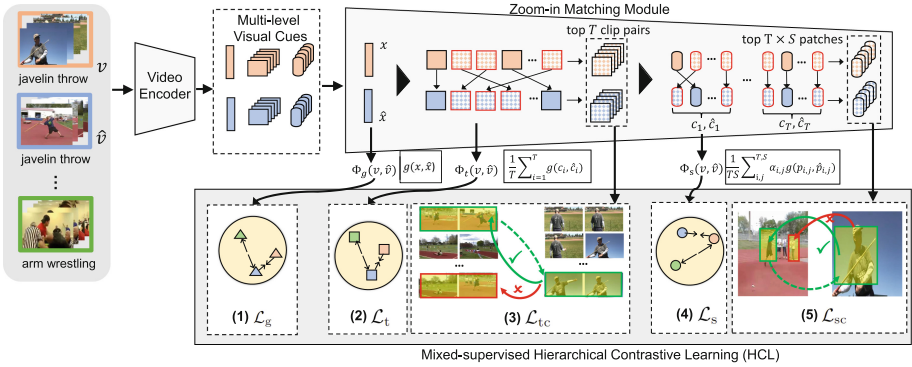 Zoom-in Matching Module
Multi-level
Visual Cues
top T clip pairs
top T × S patches
javelin throw
v
Video
Encoder
x
x̂
...
...
...
...
...
c₁, ĉ₁
c_T, ĉ_T
javelin throw
v̂
...
arm wrestling
Φg(v, v̂) g(x, x̂)
Φt(v, v̂) 1/T ∑ᵢ₌₁ᵀ g(cᵢ, ĉᵢ)
Φs(v, v̂) 1/TS ∑ᵢ,ⱼᵀ,ˢ αᵢ,ⱼ g(pᵢ,ⱼ, p̂ᵢ,ⱼ)
...
...
(1) ℒg
(2) ℒt
(3) ℒtc
(4) ℒs
(5) ℒsc
Mixed-supervised Hierarchical Contrastive Learning (HCL)